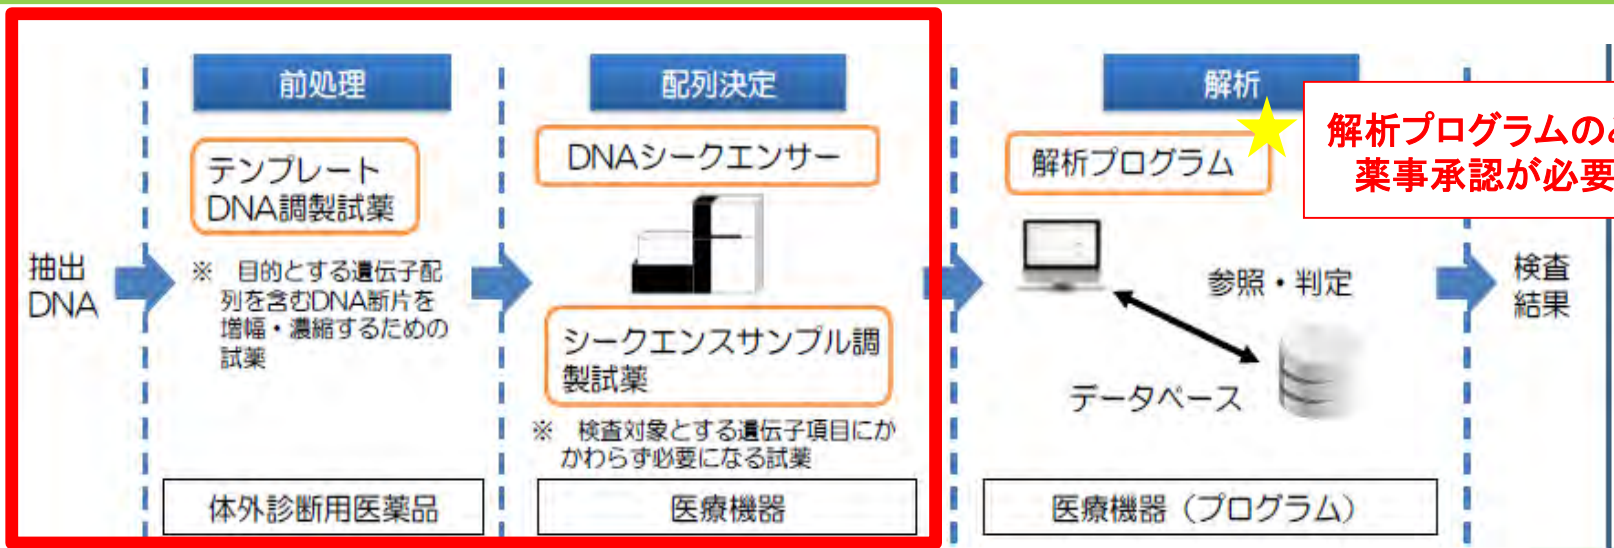 前処理
配列決定
解析
解析プログラムのみ
薬事承認が必要
テンプレート
DNA調製試薬
DNAシークエンサー
解析プログラム
抽出
DNA
※ 目的とする遺伝子配
列を含むDNA断片を
増幅・濃縮するための
試薬
シークエンスサンプル調
製試薬
※ 検査対象とする遺伝子項目にか
かわらず必要になる試薬
参照・判定
データベース
検査
結果
体外診断用医薬品
医療機器
医療機器（プログラム）